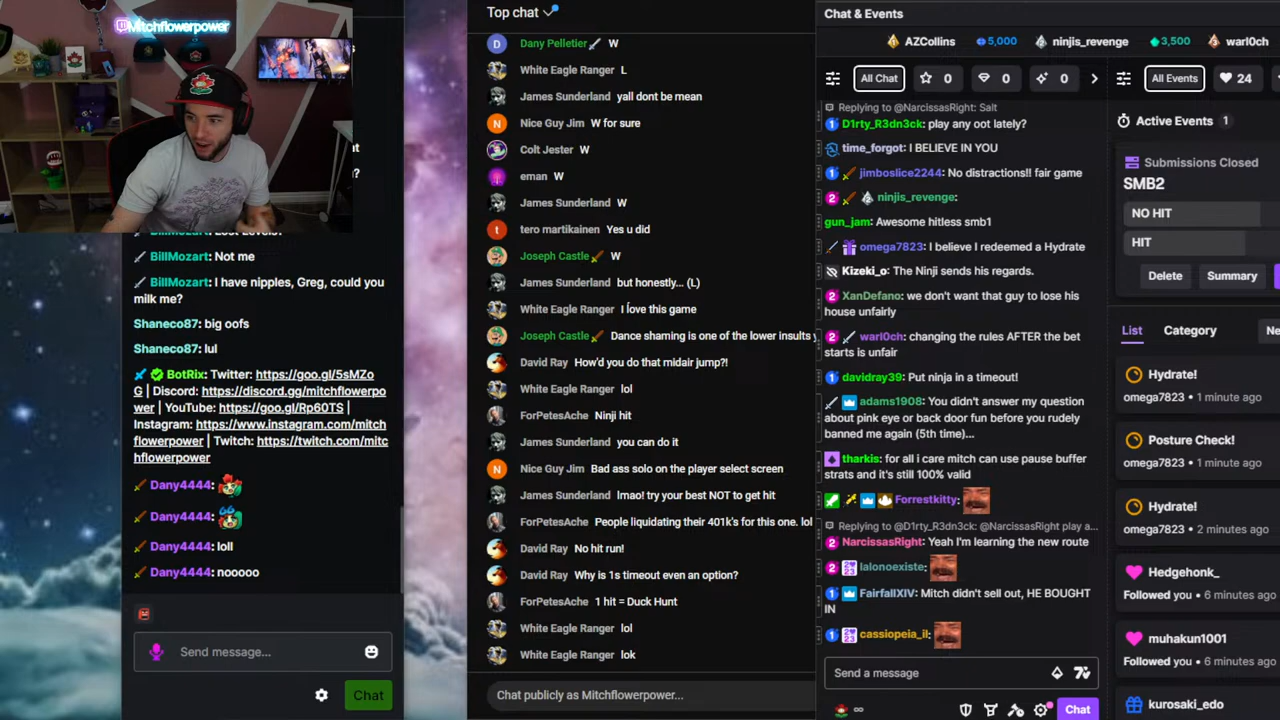 Mitchflowerpower
BillMozart: Lost Levels?
BillMozart: Not me
BillMozart: I have nipples, Greg, could you
milk me?
Shaneco87: big oofs
Shaneco87: lul
BotRix: Twitter: https://goo.gl/5sMZo
G | Discord: https://discord.gg/mitchflowerpo
wer | YouTube: https://goo.gl/Rp60TS |
Instagram: https://www.instagram.com/mitch
flowerpower | Twitch: https://twitch.com/mitc
hflowerpower
Dany4444:
Dany4444:
Dany4444: loll
Dany4444: nooooo
Send message...
Chat
Top chat
D Dany Pelletier W
White Eagle Ranger L
James Sunderland yall dont be mean
N Nice Guy Jim W for sure
Colt Jester W
eman W
James Sunderland W
t tero martikainen Yes u did
Joseph Castle W
James Sunderland but honestly... (L)
White Eagle Ranger I love this game
Joseph Castle Dance shaming is one of the lower insults y
David Ray How'd you do that midair jump?!
White Eagle Ranger lol
ForPetesAche Ninji hit
James Sunderland you can do it
N Nice Guy Jim Bad ass solo on the player select screen
James Sunderland lmao! try your best NOT to get hit
ForPetesAche People liquidating their 401k's for this one. lol
David Ray No hit run!
David Ray Why is 1s timeout even an option?
ForPetesAche 1 hit = Duck Hunt
White Eagle Ranger lol
White Eagle Ranger lok
Chat publicly as Mitchflowerpower...
Chat & Events
AZCollins 5,000 ninjis_revenge 3,500 warl0ch
All Chat 0 0 0
Replying to @NarcissasRight: Salt
D1rty_R3dn3ck: play any oot lately?
time_forgot: I BELIEVE IN YOU
jimboslice2244: No distractions!! fair game
ninjis_revenge:
gun_jam: Awesome hitless smb1
omega7823: I believe I redeemed a Hydrate
Kizeki_o: The Ninji sends his regards.
XanDefano: we don't want that guy to lose his
house unfairly
warl0ch: changing the rules AFTER the bet
starts is unfair
davidray39: Put ninja in a timeout!
adams1908: You didn't answer my question
about pink eye or back door fun before you rudely
banned me again (5th time)...
tharkis: for all i care mitch can use pause buffer
strats and it's still 100% valid
Forrestkitty:
Replying to @D1rty_R3dn3ck: @NarcissasRight play a...
NarcissasRight: Yeah I'm learning the new route
lalonoexiste:
FairfallXIV: Mitch didn't sell out, HE BOUGHT
IN
cassiopeia_il:
Send a message
Chat
All Events 24
Active Events 1
Submissions Closed
SMB2
NO HIT
HIT
Delete Summary
List Category Ne
Hydrate!
omega7823 • 1 minute ago
Posture Check!
omega7823 • 1 minute ago
Hydrate!
omega7823 • 2 minutes ago
Hedgehonk_
Followed you • 6 minutes ago
muhakun1001
Followed you • 6 minutes ago
kurosaki_edo